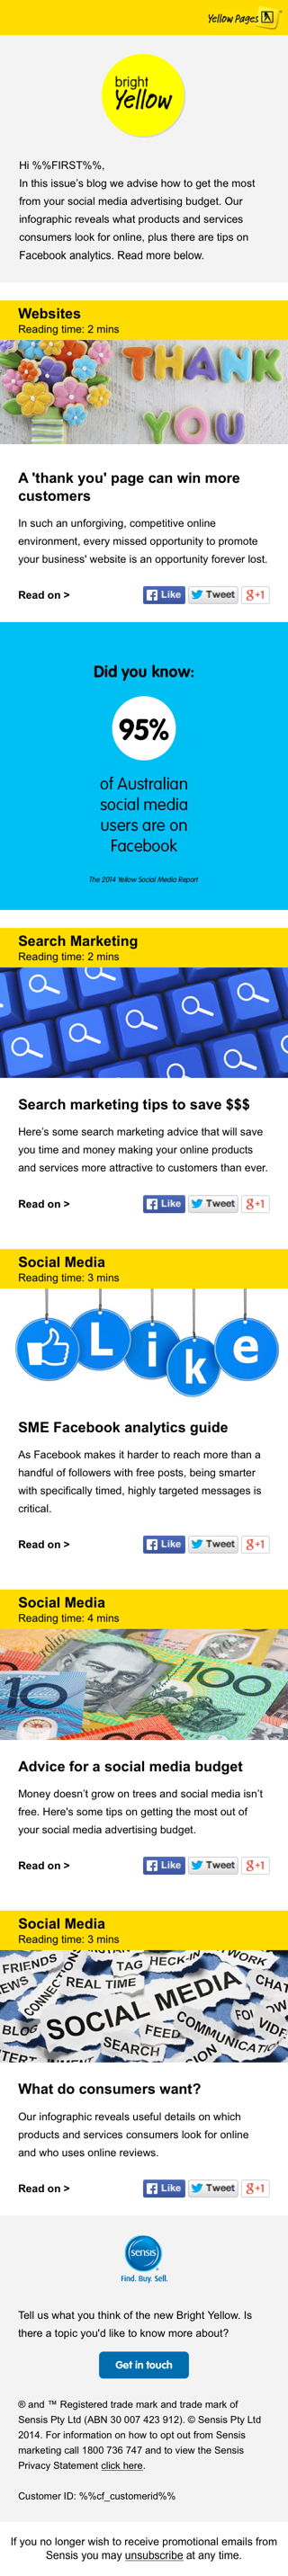 Yellow Pages
bright
Yellow
Hi %%FIRST%%,
In this issue's blog we advise how to get the most
from your social media advertising budget. Our
infographic reveals what products and services
consumers look for online, plus there are tips on
Facebook analytics. Read more below.
Websites
Reading time: 2 mins
THANK
YOU
A 'thank you' page can win more
customers
In such an unforgiving, competitive online
environment, every missed opportunity to promote
your business' website is an opportunity forever lost.
Read on > Like Tweet g+1
Did you know:
95%
of Australian
social media
users are on
Facebook
The 2014 Yellow Social Media Report
Search Marketing
Reading time: 2 mins
Search marketing tips to save $$$
Here's some search marketing advice that will save
you time and money making your online products
and services more attractive to customers than ever.
Read on > Like Tweet g+1
Social Media
Reading time: 3 mins
Like
SME Facebook analytics guide
As Facebook makes it harder to reach more than a
handful of followers with free posts, being smarter
with specifically timed, highly targeted messages is
critical.
Read on > Like Tweet g+1
Social Media
Reading time: 4 mins
10 100
Advice for a social media budget
Money doesn't grow on trees and social media isn't
free. Here's some tips on getting the most out of
your social media advertising budget.
Read on > Like Tweet g+1
Social Media
Reading time: 3 mins
FRIENDS
TAG
HECK-IN
WORK
REAL TIME
CHAT
SOCIAL MEDIA
BLOG
FEED
COMMUNICATIO
SEARCH
What do consumers want?
Our infographic reveals useful details on which
products and services consumers look for online
and who uses online reviews.
Read on > Like Tweet g+1
sensis
Find. Buy. Sell.
Tell us what you think of the new Bright Yellow. Is
there a topic you'd like to know more about?
Get in touch
® and ™ Registered trade mark and trade mark of
Sensis Pty Ltd (ABN 30 007 423 912). © Sensis Pty Ltd
2014. For information on how to opt out from Sensis
marketing call 1800 736 747 and to view the Sensis
Privacy Statement click here.
Customer ID: %%cf_customerid%%
If you no longer wish to receive promotional emails from
Sensis you may unsubscribe at any time.